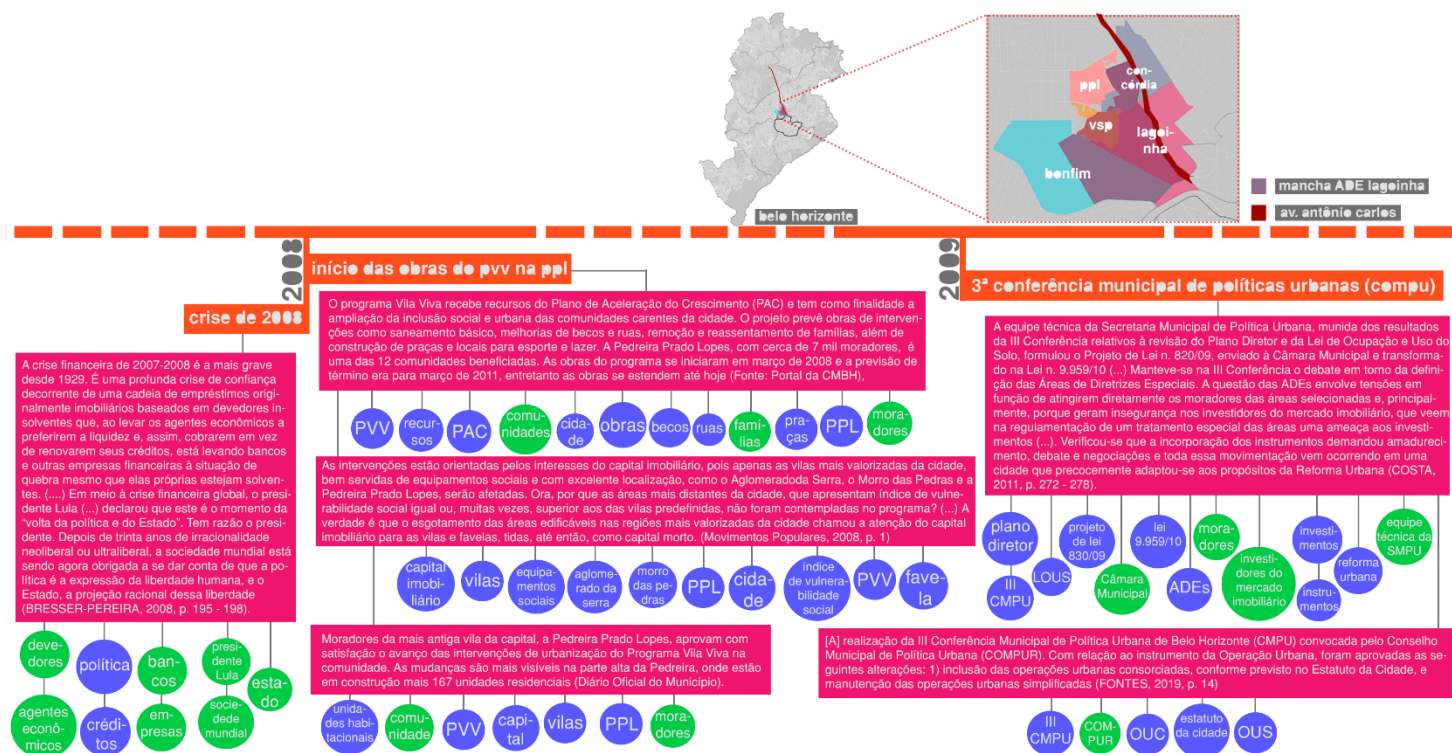 ppl
con-
córdia
vsp
lagoi-
nha
bonfim
mancha ADE lagoinha
av. antônio carlos
belo horizonte
2008
início das obras do pvv na ppl
crise de 2008
A crise financeira de 2007-2008 é a mais grave
desde 1929. É uma profunda crise de confiança
decorrente de uma cadeia de empréstimos origi-
nalmente imobiliários baseados em devedores in-
solventes que, ao levar os agentes econômicos a
preferirem a liquidez e, assim, cobrarem em vez
de renovarem seus créditos, está levando bancos
e outras empresas financeiras à situação de
quebra mesmo que elas próprias estejam solven-
tes. (....) Em meio à crise financeira global, o presi-
dente Lula (...) declarou que este é o momento da
“volta da política e do Estado”. Tem razão o presi-
dente. Depois de trinta anos de irracionalidade
neoliberal ou ultraliberal, a sociedade mundial está
sendo agora obrigada a se dar conta de que a po-
lítica é a expressão da liberdade humana, e o
Estado, a projeção racional dessa liberdade
(BRESSER-PEREIRA, 2008, p. 195 - 198).
deve-
dores
política
ban-
cos
presi-
dente
Lula
esta-
do
agentes
econô-
micos
crédi-
tos
em-
presas
socie-
dede
mundial
O programa Vila Viva recebe recursos do Plano de Aceleração do Crescimento (PAC) e tem como finalidade a
ampliação da inclusão social e urbana das comunidades carentes da cidade. O projeto prevê obras de interven-
ções como saneamento básico, melhorias de becos e ruas, remoção e reassentamento de famílias, além de
construção de praças e locais para esporte e lazer. A Pedreira Prado Lopes, com cerca de 7 mil moradores, é
uma das 12 comunidades beneficiadas. As obras do programa se iniciaram em março de 2008 e a previsão de
término era para março de 2011, entretanto as obras se estendem até hoje (Fonte: Portal da CMBH),
PVV
recur-
sos
PAC
comu-
nidades
cida-
de
obras
becos
ruas
famí-
lias
pra-
ças
PPL
mora-
dores
As intervenções estão orientadas pelos interesses do capital imobiliário, pois apenas as vilas mais valorizadas da cidade,
bem servidas de equipamentos sociais e com excelente localização, como o Aglomeradoda Serra, o Morro das Pedras e a
Pedreira Prado Lopes, serão afetadas. Ora, por que as áreas mais distantes da cidade, que apresentam índice de vulne-
rabilidade social igual ou, muitas vezes, superior aos das vilas predefinidas, não foram contempladas no programa? (...) A
verdade é que o esgotamento das áreas edificáveis nas regiões mais valorizadas da cidade chamou a atenção do capital
imobiliário para as vilas e favelas, tidas, até então, como capital morto. (Movimentos Populares, 2008, p. 1)
capital
imobi-
liário
vilas
equipa-
mentos
sociais
aglome-
rado da
serra
morro
das pe-
dras
PPL
cida-
de
índice
de vulnera-
bilidade
social
PVV
fave-
la
Moradores da mais antiga vila da capital, a Pedreira Prado Lopes, aprovam com
satisfação o avanço das intervenções de urbanização do Programa Vila Viva na
comunidade. As mudanças são mais visíveis na parte alta da Pedreira, onde estão
em construção mais 167 unidades residenciais (Diário Oficial do Município).
unida-
des habi-
tacionais
comu-
nidade
PVV
capi-
tal
vilas
PPL
mora-
dores
2009
3ª conferência municipal de políticas urbanas (compu)
A equipe técnica da Secretaria Municipal de Política Urbana, munida dos resultados
da III Conferência relativos à revisão do Plano Diretor e da Lei de Ocupação e Uso do
Solo, formulou o Projeto de Lei n. 820/09, enviado à Câmara Municipal e transforma-
do na Lei n. 9.959/10 (...) Manteve-se na III Conferência o debate em torno da defini-
ção das Áreas de Diretrizes Especiais. A questão das ADEs envolve tensões em
função de atingirem diretamente os moradores das áreas selecionadas e, principal-
mente, porque geram insegurança nos investidores do mercado imobiliário, que veem
na regulamentação de um tratamento especial das áreas uma ameaça aos investi-
mentos (...). Verificou-se que a incorporação dos instrumentos demandou amadureci-
mento, debate e negociações e toda essa movimentação vem ocorrendo em uma
cidade que precocemente adaptou-se aos propósitos da Reforma Urbana (COSTA,
2011, p. 272 - 278).
plano
diretor
III
CMPU
LOUS
projeto
de lei
830/09
Câmara
Municipal
lei
9.959/10
ADEs
mora-
dores
investi-
dores do
mercado
imobiliário
investi-
mentos
instru-
mentos
reforma
urbana
equipe
técnica da
SMPU
[A] realização da III Conferência Municipal de Política Urbana de Belo Horizonte (CMPU) convocada pelo Conselho
Municipal de Política Urbana (COMPUR). Com relação ao instrumento da Operação Urbana, foram aprovadas as se-
guintes alterações: 1) inclusão das operações urbanas consorciadas, conforme previsto no Estatuto da Cidade, e
manutenção das operações urbanas simplificadas (FONTES, 2019, p. 14)
III
CMPU
COM-
PUR
OUC
estatuto
da cidade
OUS